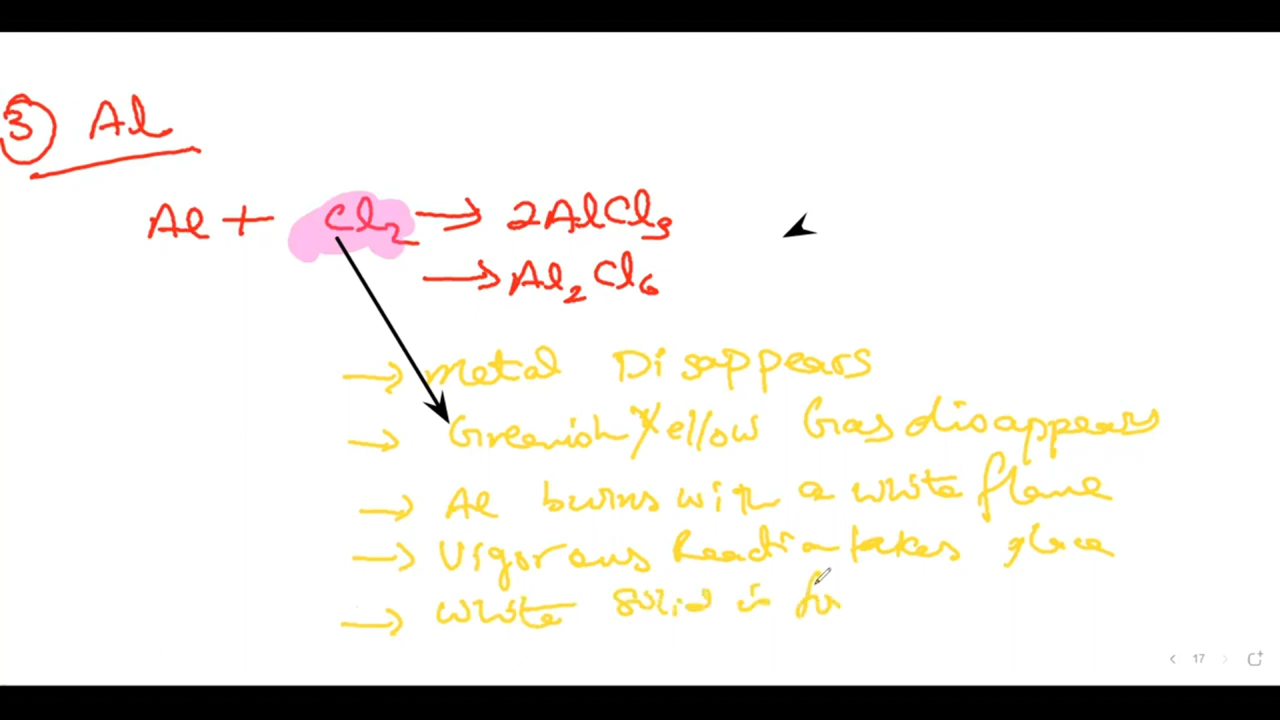 ③ Al
Al + Cl₂ → 2AlCl₃
→ Al₂Cl₆
→ Metal Disappears
→ Greenish Yellow Gas disappears
→ Al burns with a white flame
→ Vigorous Reaction takes place
→ white solid is for
17